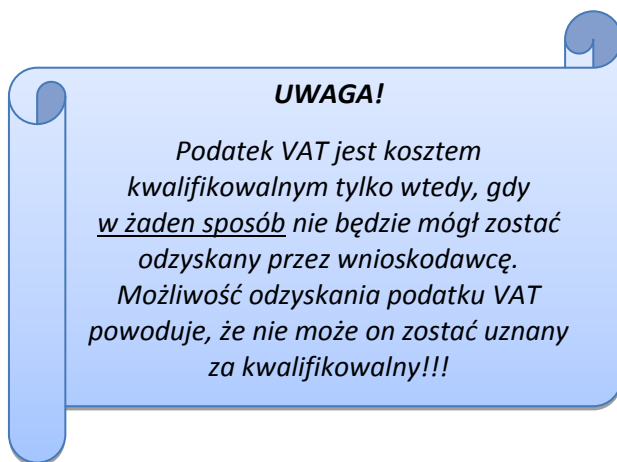 UWAGA!
Podatek VAT jest kosztem
kwalifikowalnym tylko wtedy, gdy
w żaden sposób nie będzie mógł zostać
odzyskany przez wnioskodawcę.
Możliwość odzyskania podatku VAT
powoduje, że nie może on zostać uznany
za kwalifikowalny!!!